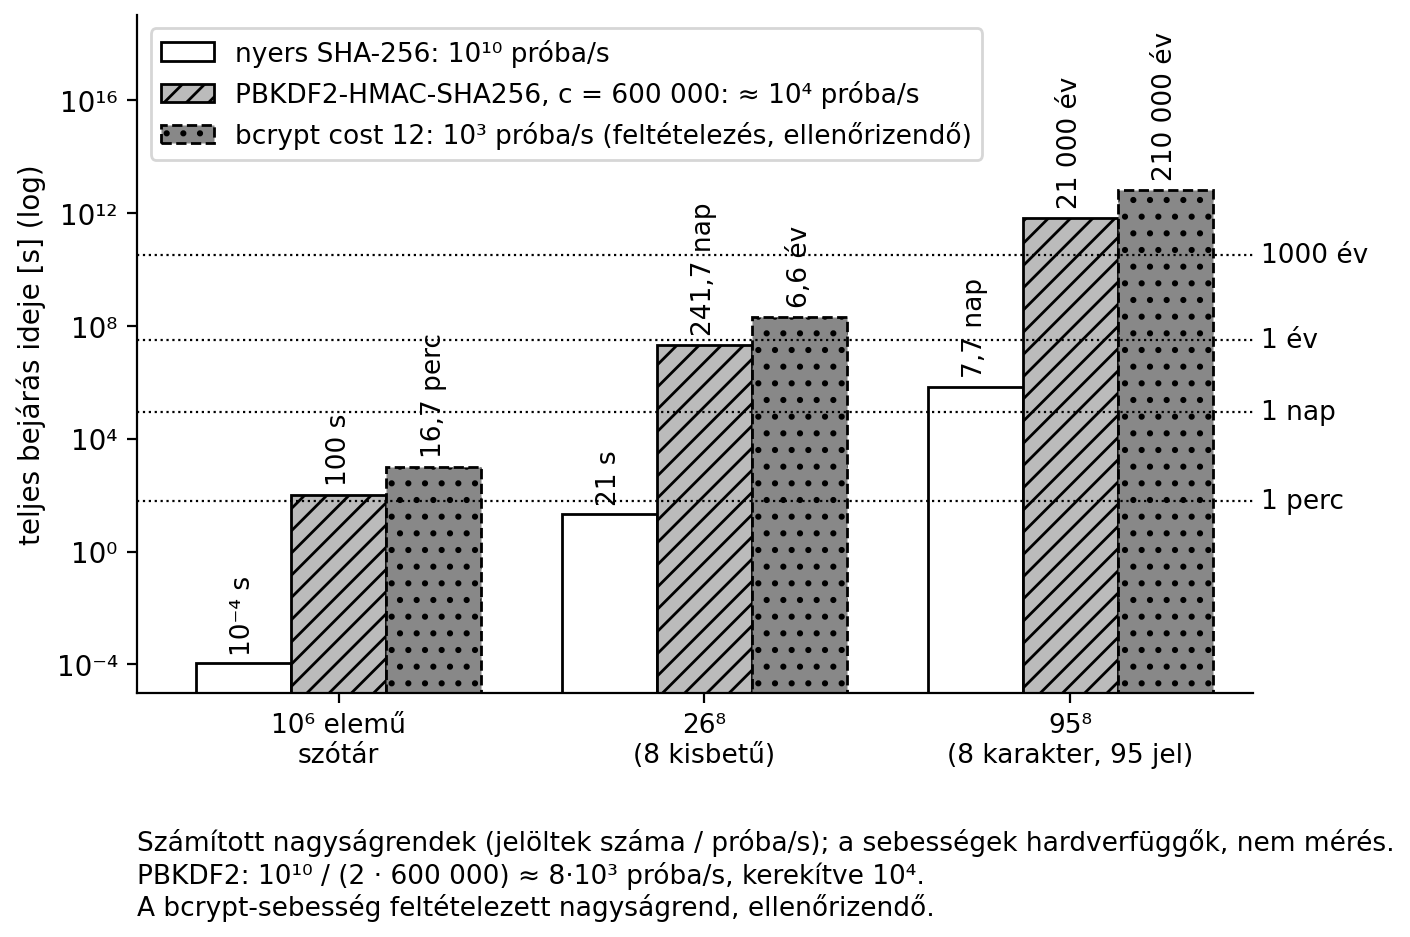 nyers SHA-256: 10¹⁰ próba/s
PBKDF2-HMAC-SHA256, c = 600 000: ≈ 10⁴ próba/s
bcrypt cost 12: 10³ próba/s (feltételezés, ellenőrizendő)
teljes bejárás ideje [s] (log)
10¹⁶
10¹²
10⁸
10⁴
10⁰
10⁻⁴
10⁻⁴ s
100 s
16,7 perc
21 s
241,7 nap
6,6 év
7,7 nap
21 000 év
210 000 év
1000 év
1 év
1 nap
1 perc
10⁶ elemű
szótár
26⁸
(8 kisbetű)
95⁸
(8 karakter, 95 jel)
Számított nagyságrendek (jelöltek száma / próba/s); a sebességek hardverfüggők, nem mérés.
PBKDF2: 10¹⁰ / (2 · 600 000) ≈ 8·10³ próba/s, kerekítve 10⁴.
A bcrypt-sebesség feltételezett nagyságrend, ellenőrizendő.